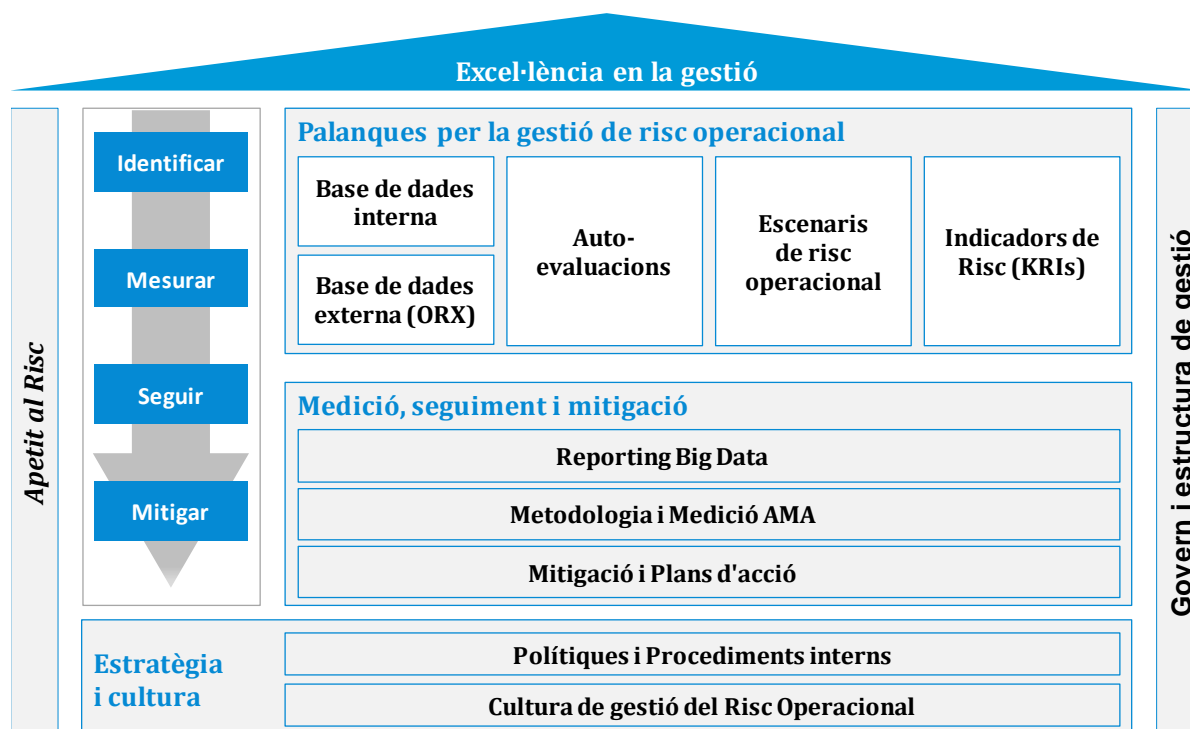 Excel·lència en la gestió
Apetit al Risc
Identificar
Mesurar
Seguir
Mitigar
Palanques per la gestió de risc operacional
Base de dades
interna
Base de dades
externa (ORX)
Auto-
evaluacions
Escenaris
de risc
operacional
Indicadors de
Risc (KRIs)
Medició, seguiment i mitigació
Reporting Big Data
Metodologia i Medició AMA
Mitigació i Plans d'acció
Estratègia
i cultura
Polítiques i Procediments interns
Cultura de gestió del Risc Operacional
Govern i estructura de gestió